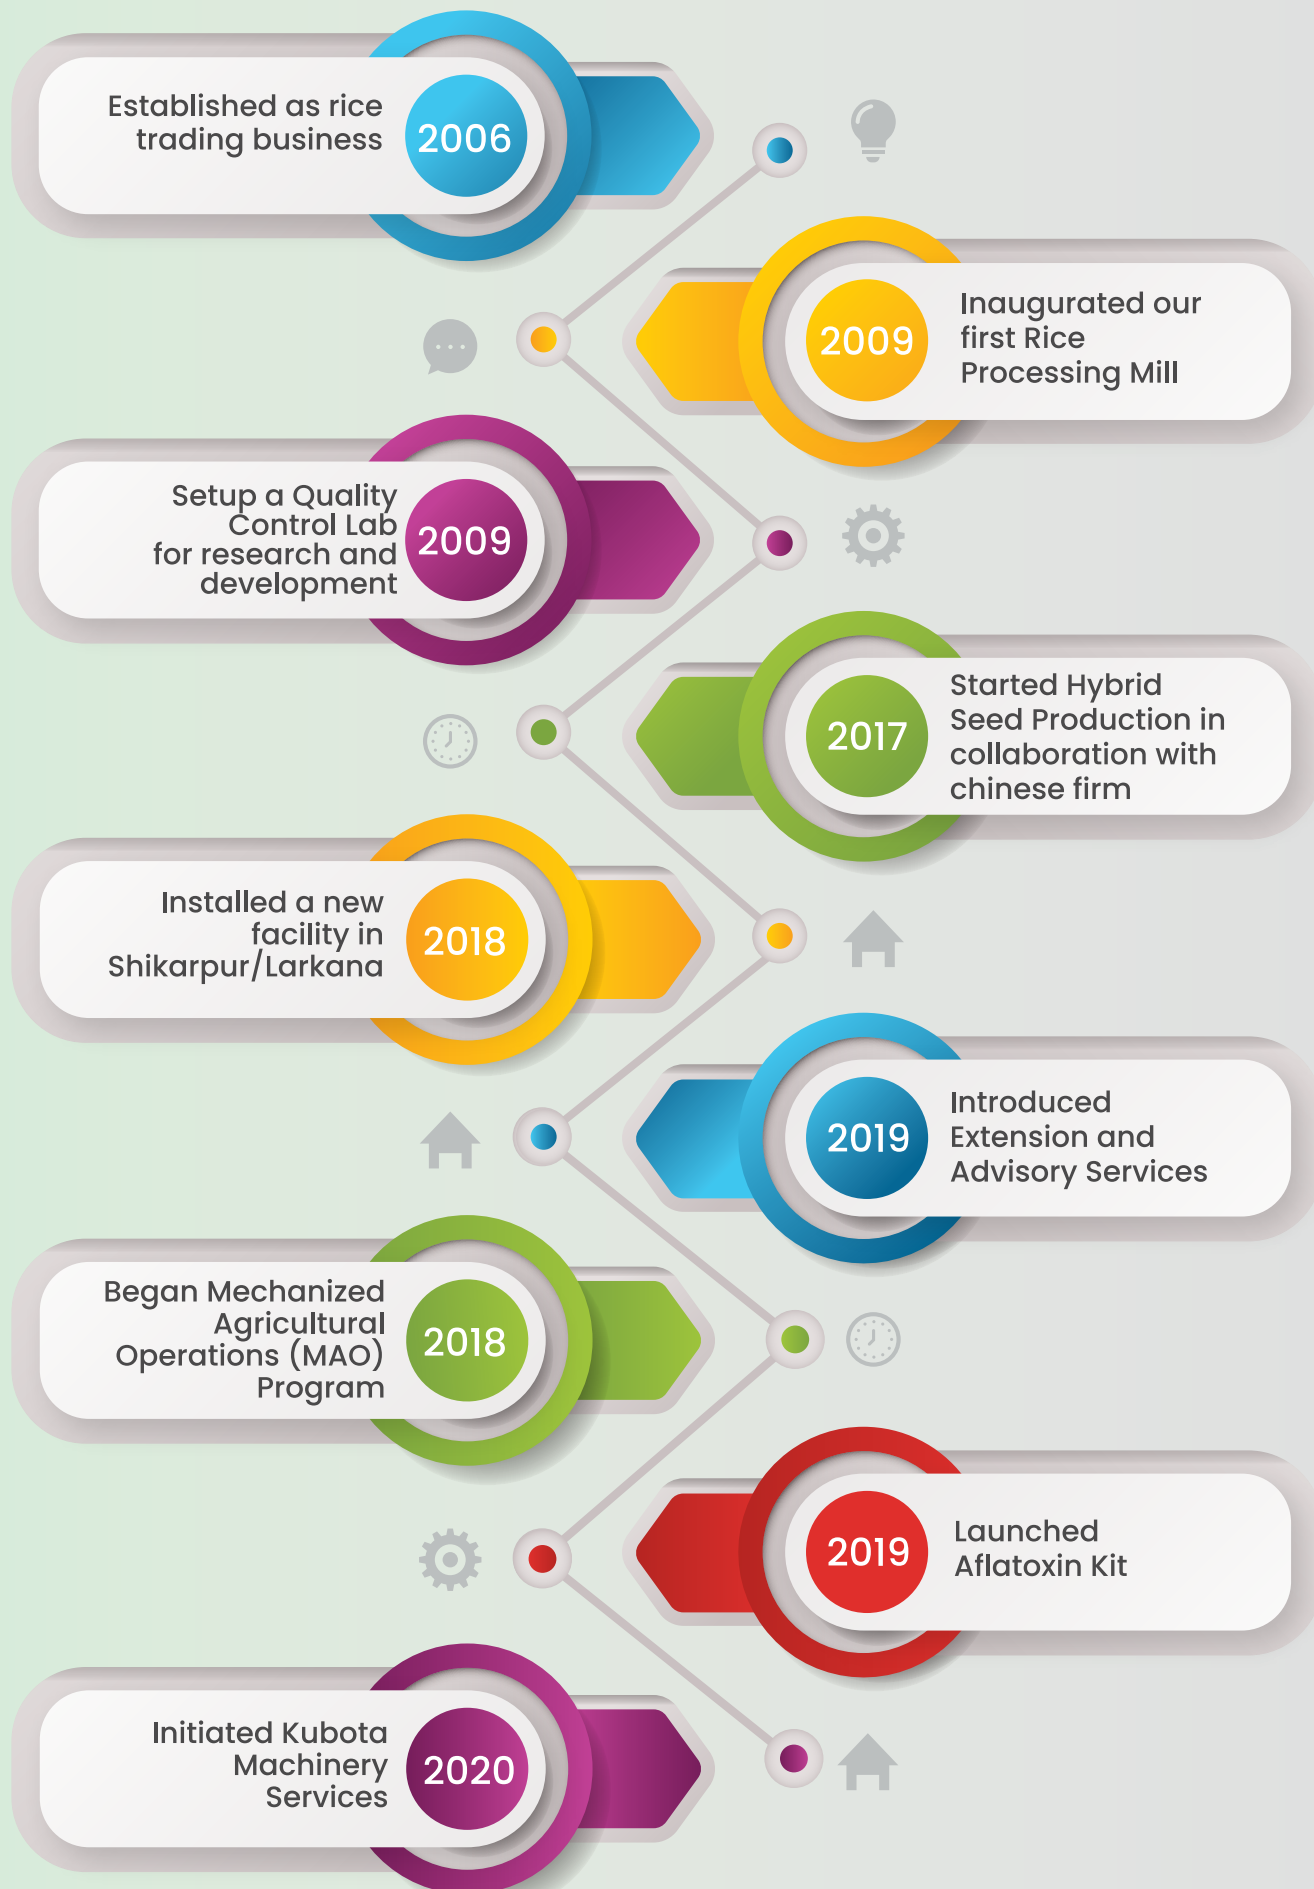 Established as rice
trading business
2006
2009
Inaugurated our
first Rice
Processing Mill
Setup a Quality
Control Lab
for research and
development
2009
2017
Started Hybrid
Seed Production in
collaboration with
chinese firm
Installed a new
facility in
Shikarpur/Larkana
2018
2019
Introduced
Extension and
Advisory Services
Began Mechanized
Agricultural
Operations (MAO)
Program
2018
2019
Launched
Aflatoxin Kit
Initiated Kubota
Machinery
Services
2020